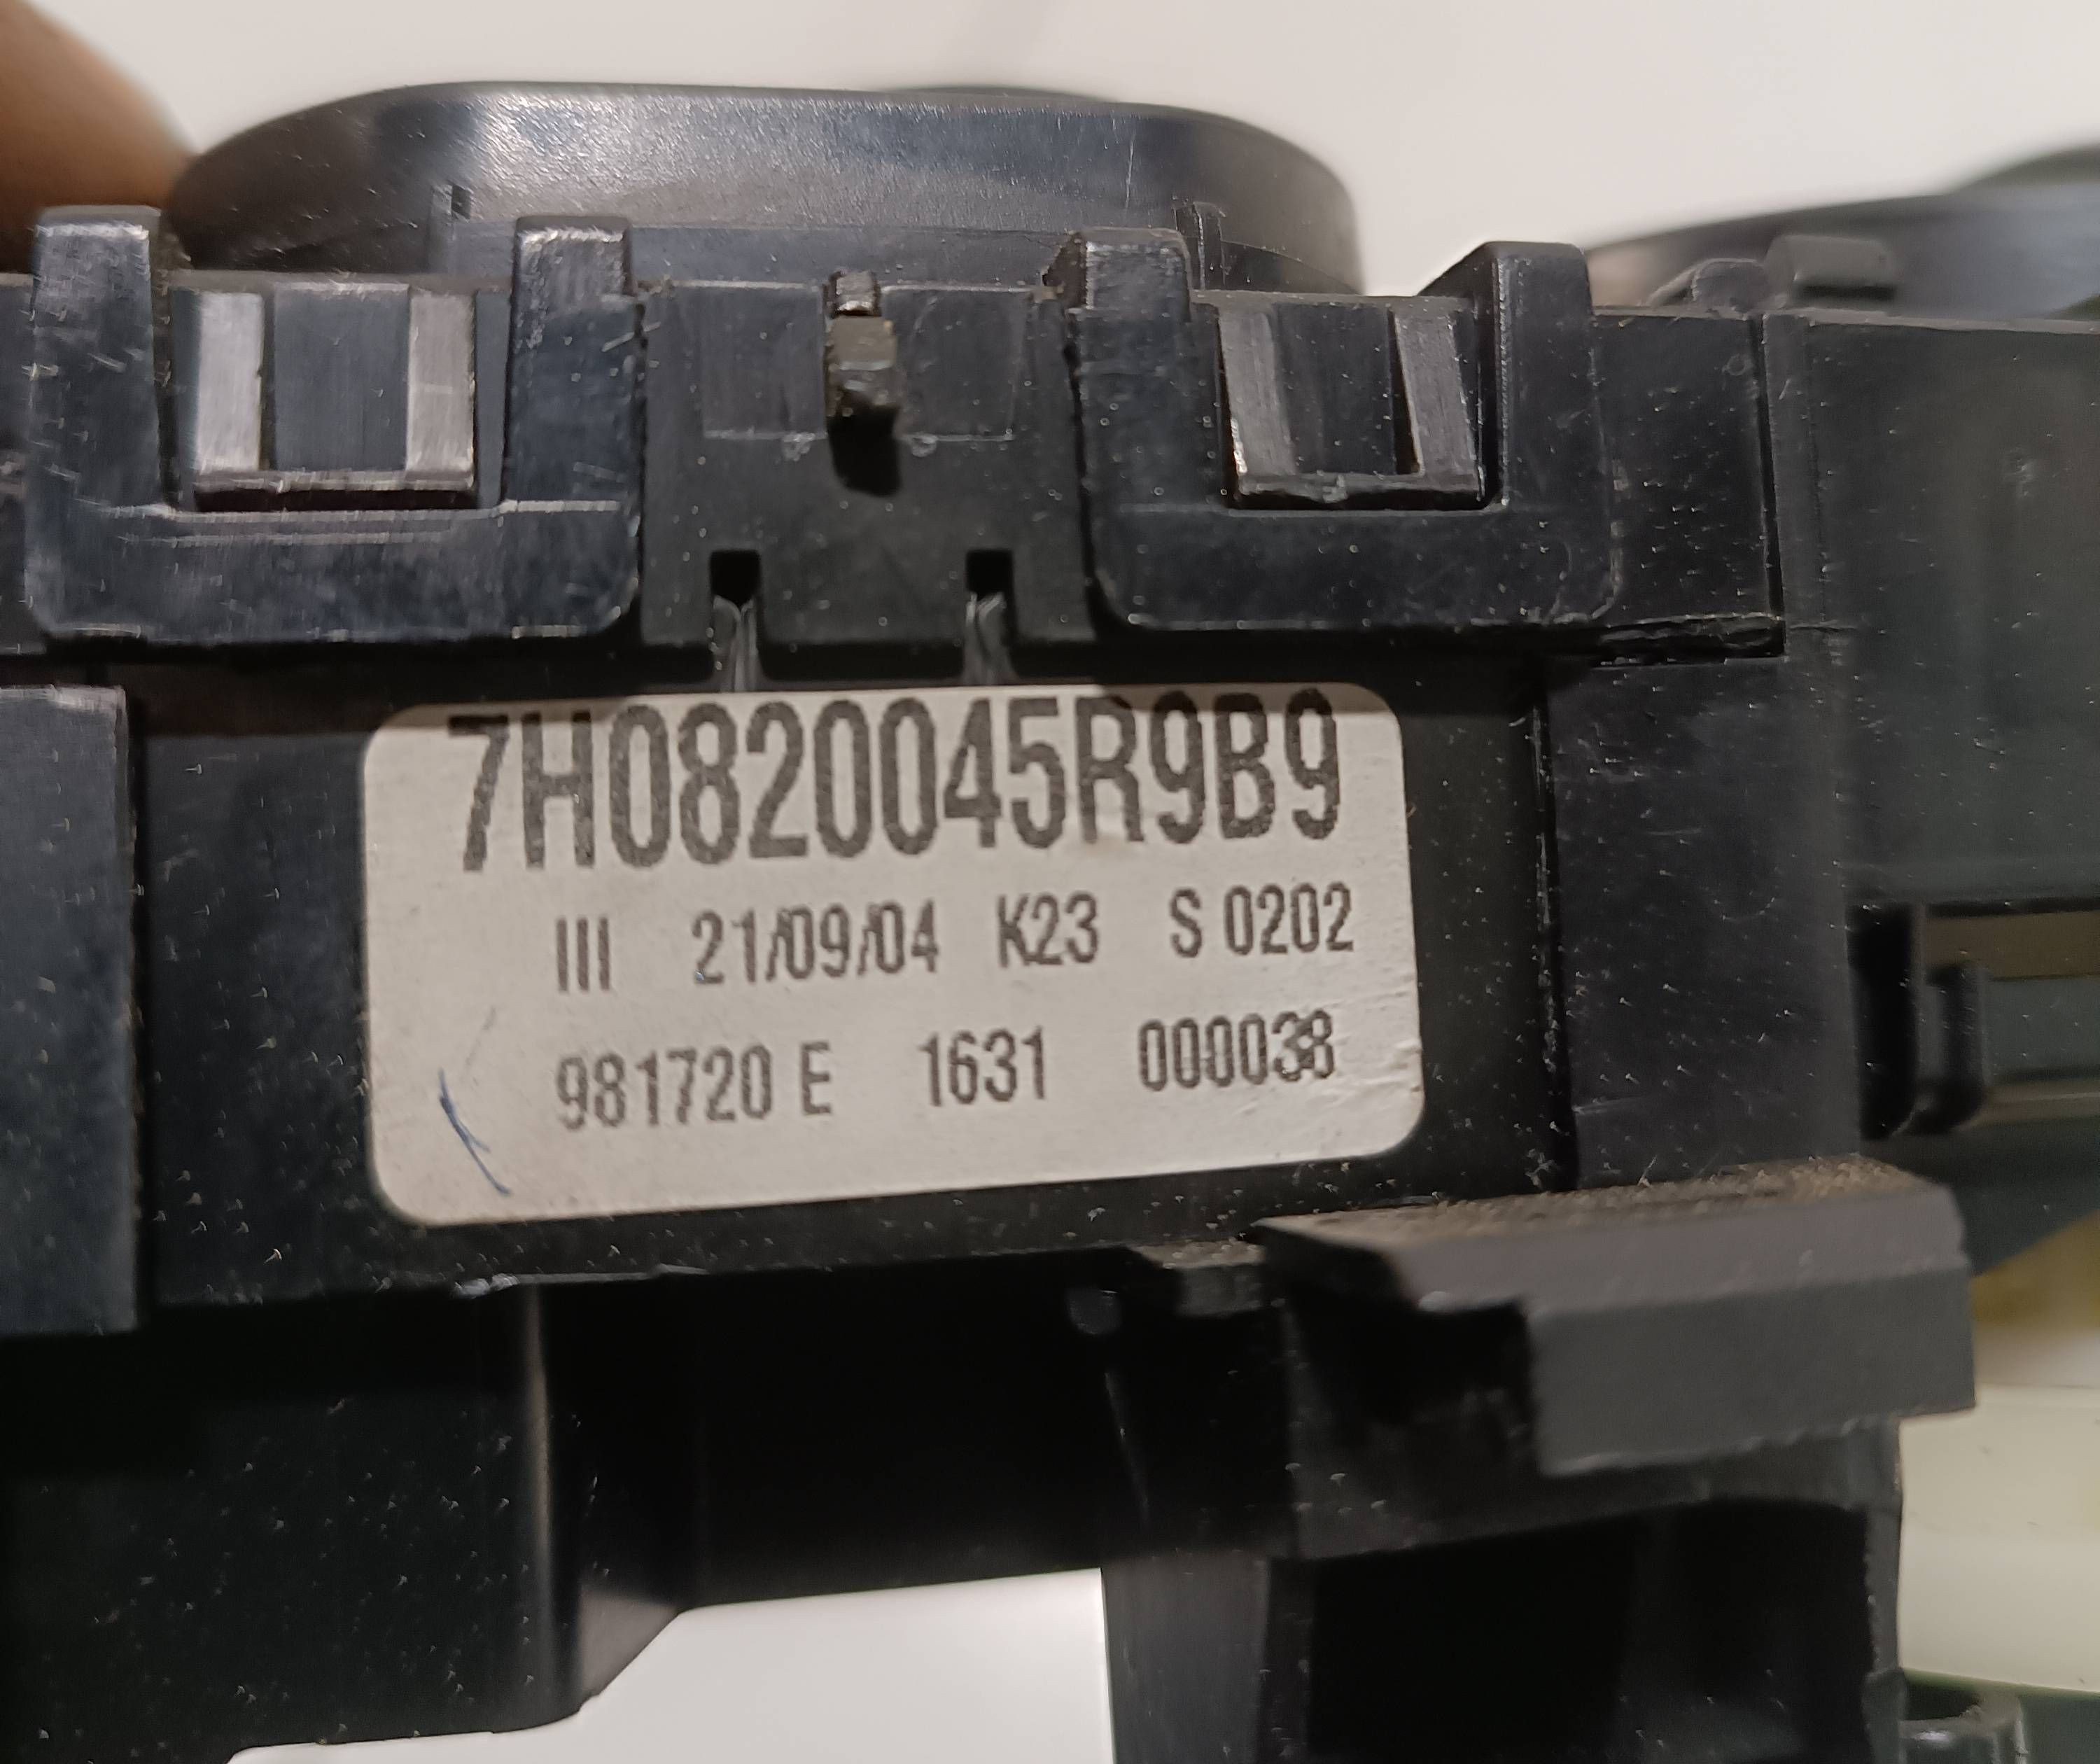 7H0820045R9B9
III 21/09/04 K23 S 0202
981720 E 1631 000038